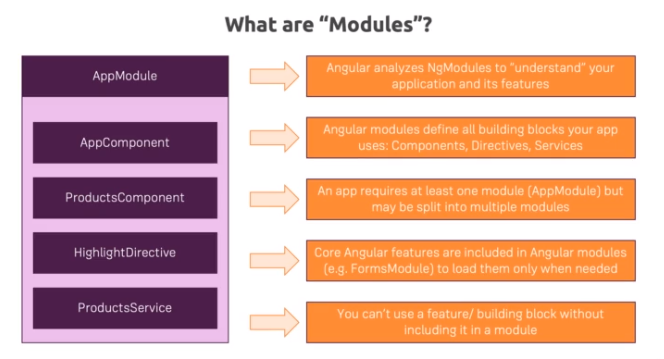 What are “Modules”?
AppModule
Angular analyzes NgModules to “understand” your
application and its features
AppComponent
Angular modules define all building blocks your app
uses: Components, Directives, Services
ProductsComponent
An app requires at least one module (AppModule) but
may be split into multiple modules
HighlightDirective
Core Angular features are included in Angular modules
(e.g. FormsModule) to load them only when needed
ProductsService
You can’t use a feature/ building block without
including it in a module